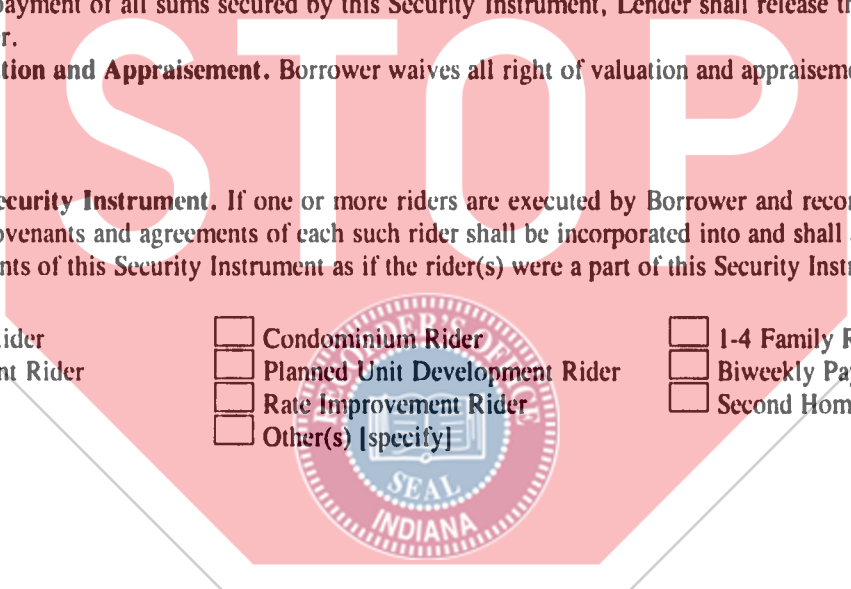 payment of all sums secured by this Security Instrument, Lender shall release th
r.
tion and Appraisement. Borrower waives all right of valuation and appraiseme
STOP
ecurity Instrument. If one or more riders are executed by Borrower and recor
ovenants and agreements of each such rider shall be incorporated into and shall
nts of this Security Instrument as if the rider(s) were a part of this Security Instr
ider Condominium Rider 1-4 Family R
nt Rider Planned Unit Development Rider Biweekly Pay
Rate Improvement Rider Second Hom
Other(s) [specify]
RECORDER'S OFFICE
SEAL
INDIANA